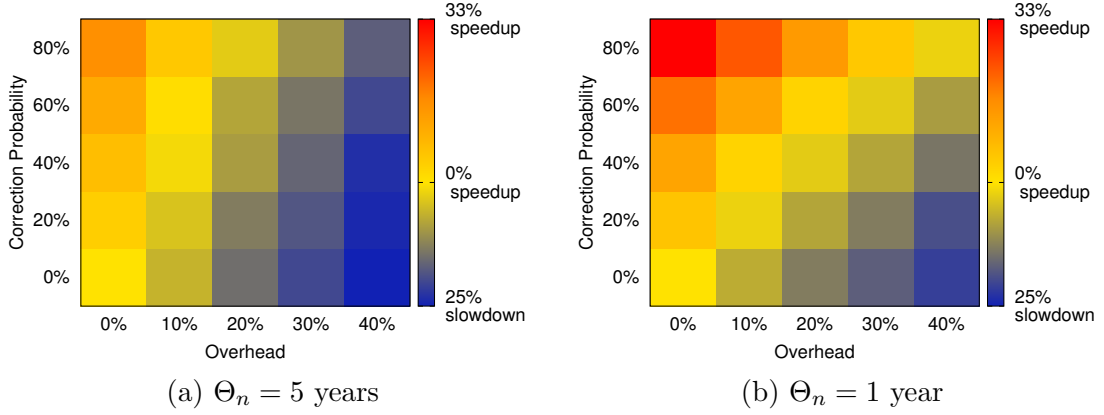 33%
speedup
80%
60%
40%
20%
0%
Correction Probability
0%
speedup
25%
slowdown
0% 10% 20% 30% 40%
Overhead
(a) Θn = 5 years
33%
speedup
80%
60%
40%
20%
0%
Correction Probability
0%
speedup
25%
slowdown
0% 10% 20% 30% 40%
Overhead
(b) Θn = 1 year